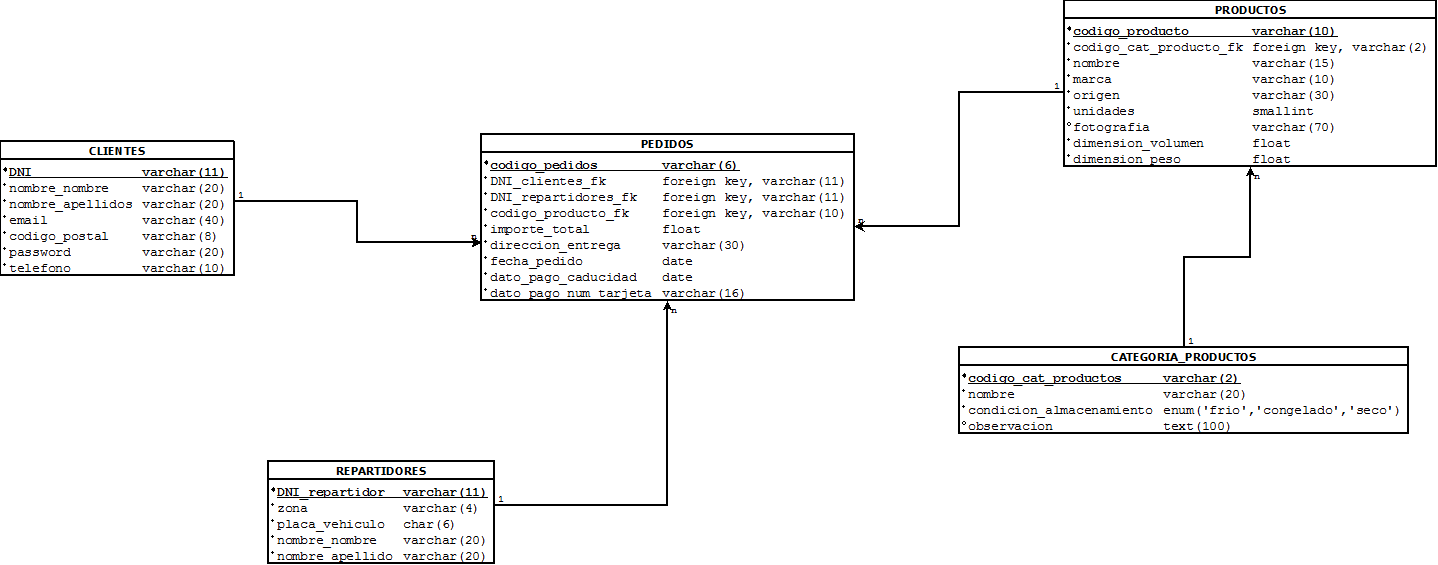 PRODUCTOS
codigo_producto varchar(10)
codigo_cat_producto_fk foreign key, varchar(2)
nombre varchar(15)
marca varchar(10)
origen varchar(30)
unidades smallint
fotografia varchar(70)
dimension_volumen float
dimension_peso float
1
n
CLIENTES
DNI varchar(11)
nombre_nombre varchar(20)
nombre_apellidos varchar(20)
email varchar(40)
codigo_postal varchar(8)
password varchar(20)
telefono varchar(10)
1
n
PEDIDOS
codigo_pedidos varchar(6)
DNI_clientes_fk foreign key, varchar(11)
DNI_repartidores_fk foreign key, varchar(11)
codigo_producto_fk foreign key, varchar(10)
importe_total float
direccion_entrega varchar(30)
fecha_pedido date
dato_pago_caducidad date
dato_pago_num_tarjeta varchar(16)
n
n
1
CATEGORIA_PRODUCTOS
codigo_cat_productos varchar(2)
nombre varchar(20)
condicion_almacenamiento enum('frio','congelado','seco')
observacion text(100)
REPARTIDORES
DNI_repartidor varchar(11)
zona varchar(4)
placa_vehiculo char(6)
nombre_nombre varchar(20)
nombre_apellido varchar(20)
1